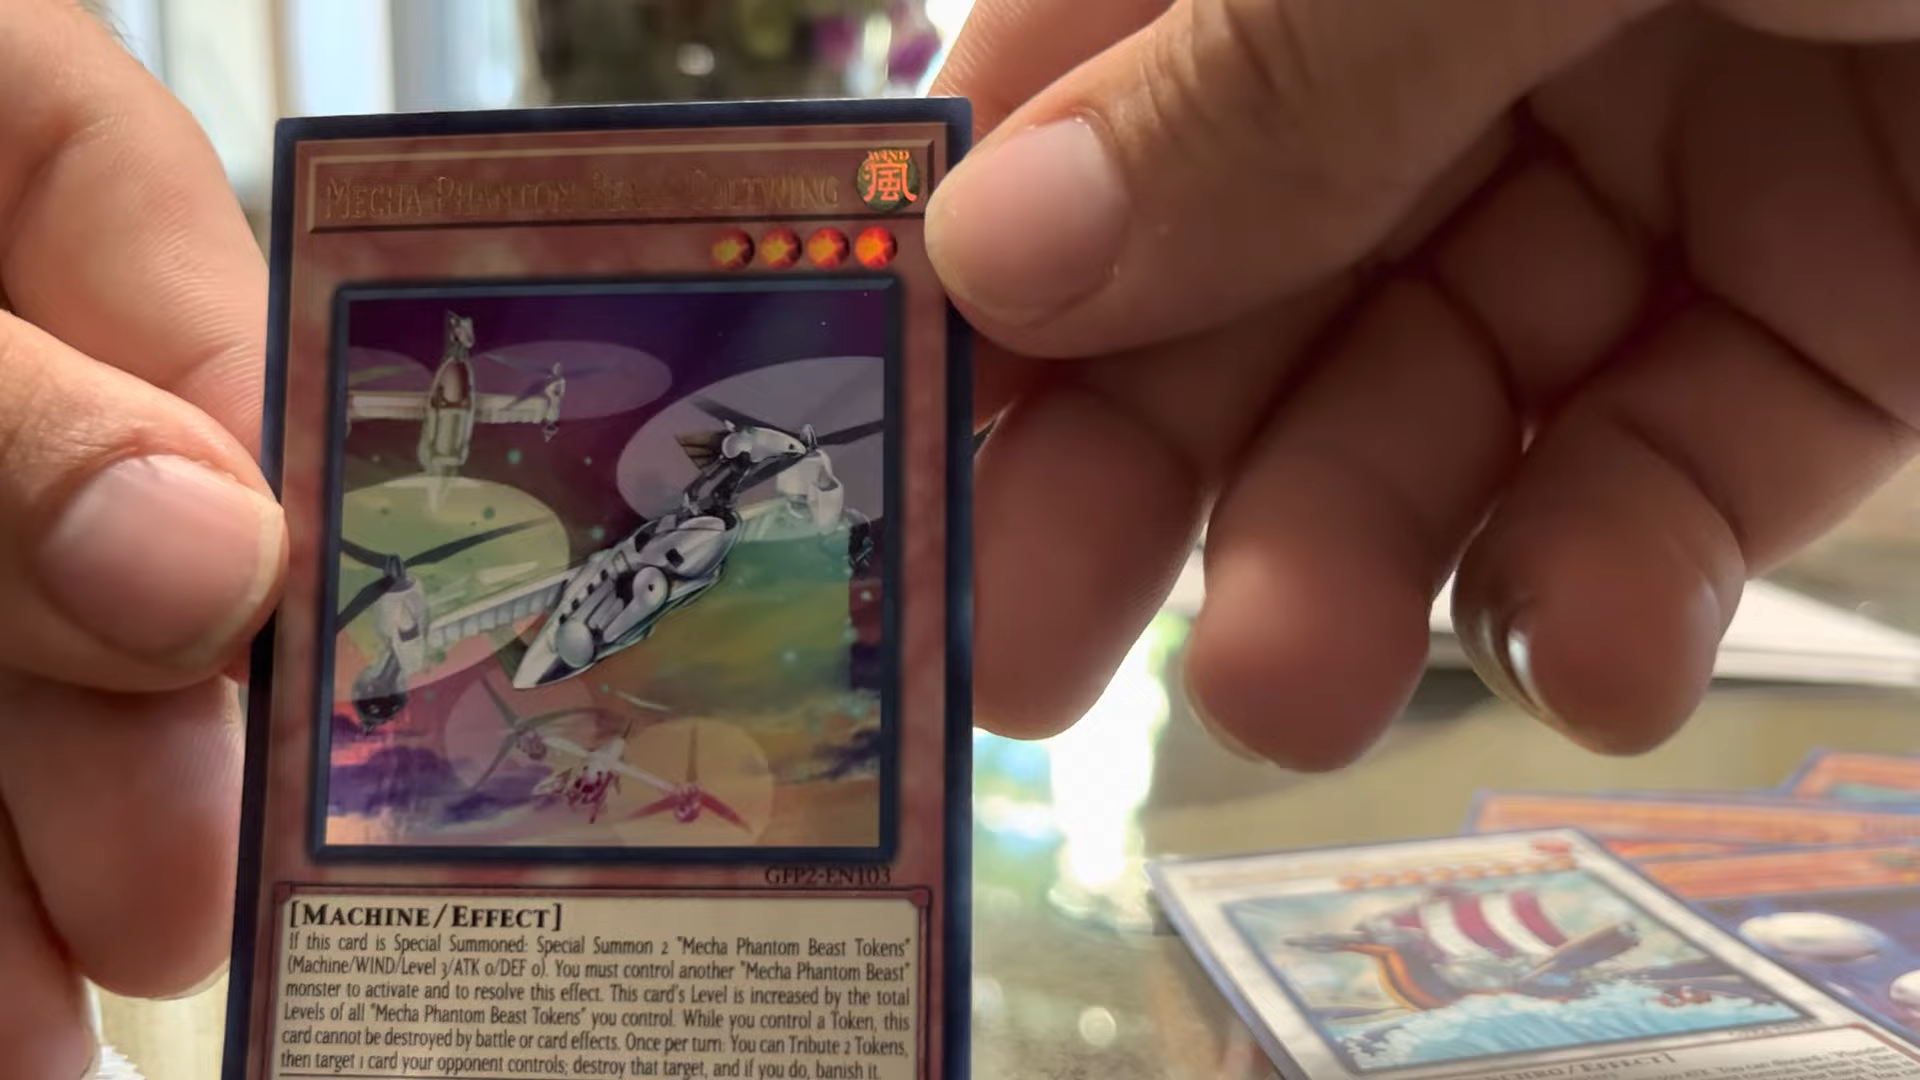 MECHA PHANTOM BEAST COLTWING
WIND
風
GFP2-EN103
[MACHINE/EFFECT]
If this card is Special Summoned: Special Summon 2 "Mecha Phantom Beast Tokens"
(Machine/WIND/Level 3/ATK 0/DEF 0). You must control another "Mecha Phantom Beast"
monster to activate and to resolve this effect. This card's Level is increased by the total
Levels of all "Mecha Phantom Beast Tokens" you control. While you control a Token, this
card cannot be destroyed by battle or card effects. Once per turn: You can Tribute 2 Tokens,
then target 1 card your opponent controls; destroy that target, and if you do, banish it.